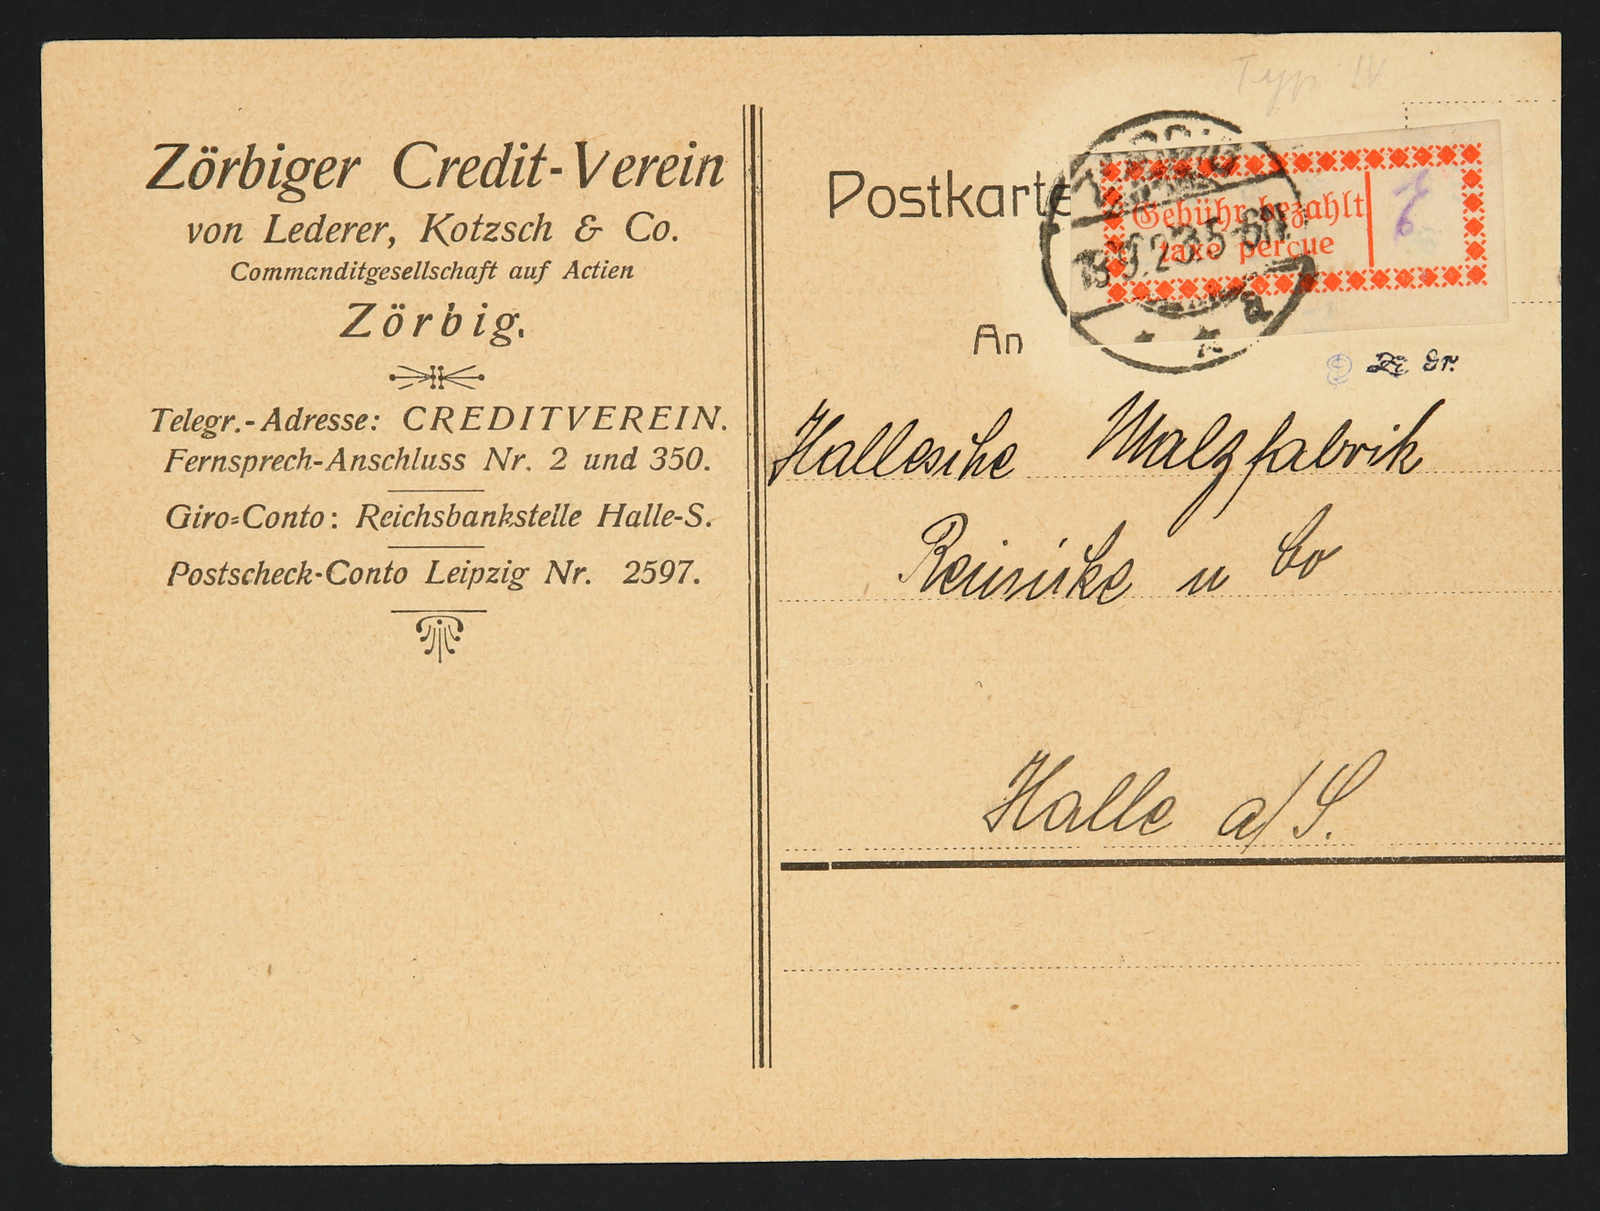 Zörbiger Credit-Verein
von Lederer, Kotzsch & Co.
Commanditgesellschaft auf Actien
Zörbig.
Telegr.-Adresse: CREDITVEREIN.
Fernsprech-Anschluss Nr. 2 und 350.
Giro=Conto: Reichsbankstelle Halle-S.
Postscheck-Conto Leipzig Nr. 2597.
Typ IV
Postkarte
Gebühr bezahlt
taxe perçue
a
An
Hallesche Malzfabrik
Reinicke u Co
Halle a/S.